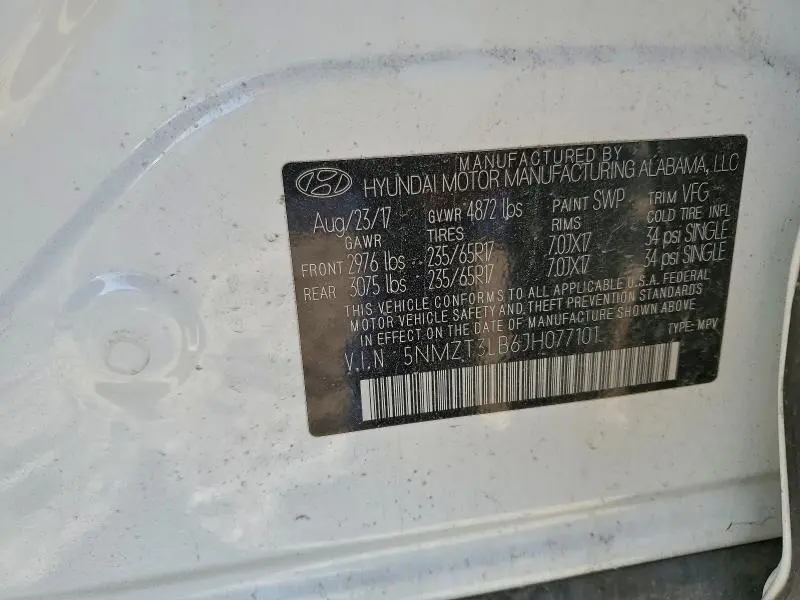 MANUFACTURED BY
HYUNDAI MOTOR MANUFACTURING ALABAMA, LLC
Aug/23/17 GVWR 4872 lbs PAINT SWP TRIM VFG
GAWR TIRES RIMS COLD TIRE INFL
FRONT 2976 lbs 235/65R17 7.0JX17 34 psi SINGLE
REAR 3075 lbs 235/65R17 7.0JX17 34 psi SINGLE
THIS VEHICLE CONFORMS TO ALL APPLICABLE U.S.A. FEDERAL
MOTOR VEHICLE SAFETY, AND THEFT PREVENTION STANDARDS
IN EFFECT ON THE DATE OF MANUFACTURE SHOWN ABOVE.
V.I.N 5NMZT3LB6JH077101 TYPE: MPV